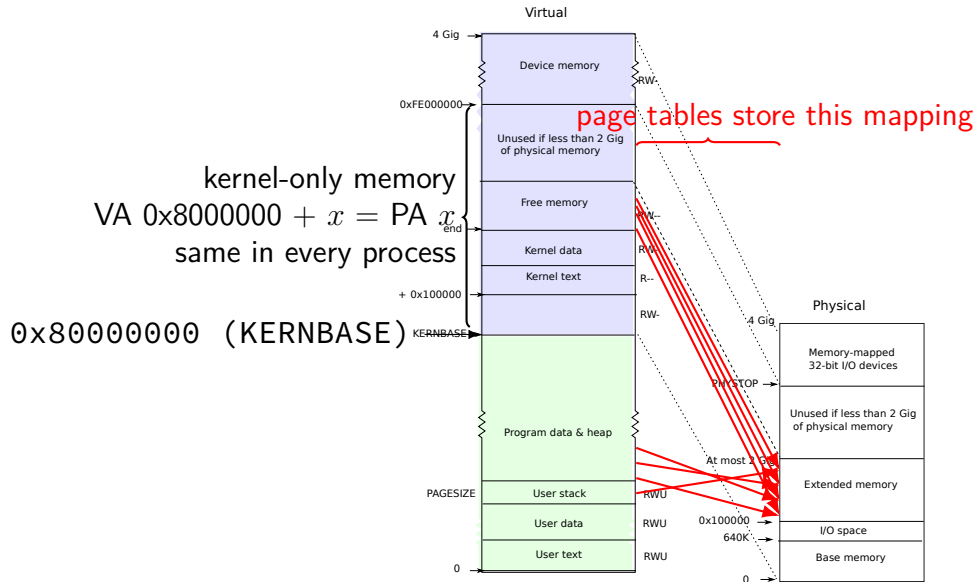 Virtual
4 Gig
Device memory
RW-
0xFE000000
page tables store this mapping
Unused if less than 2 Gig
of physical memory
kernel-only memory
VA 0x8000000 + x = PA x
same in every process
Free memory
RW--
end
Kernel data
RW-
Kernel text
R--
+ 0x100000
RW-
0x80000000 (KERNBASE)
KERNBASE
Program data & heap
PAGESIZE
User stack
RWU
User data
RWU
User text
RWU
0
Physical
4 Gig
Memory-mapped
32-bit I/O devices
PHYSTOP
Unused if less than 2 Gig
of physical memory
At most 2 Gig
Extended memory
0x100000
I/O space
640K
Base memory
0